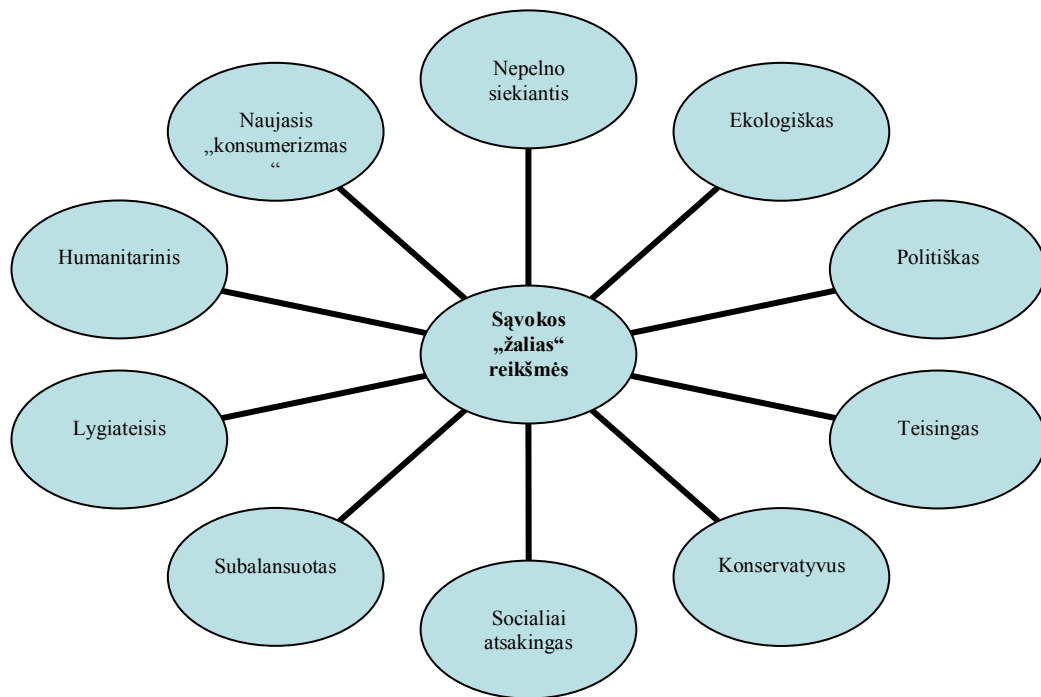 Nepelno
siekiantis
Naujasis
„konsumerizmas
“
Ekologiškas
Humanitarinis
Politiškas
Sąvokos
„žalias“
reikšmės
Lygiateisis
Teisingas
Subalansuotas
Konservatyvus
Socialiai
atsakingas